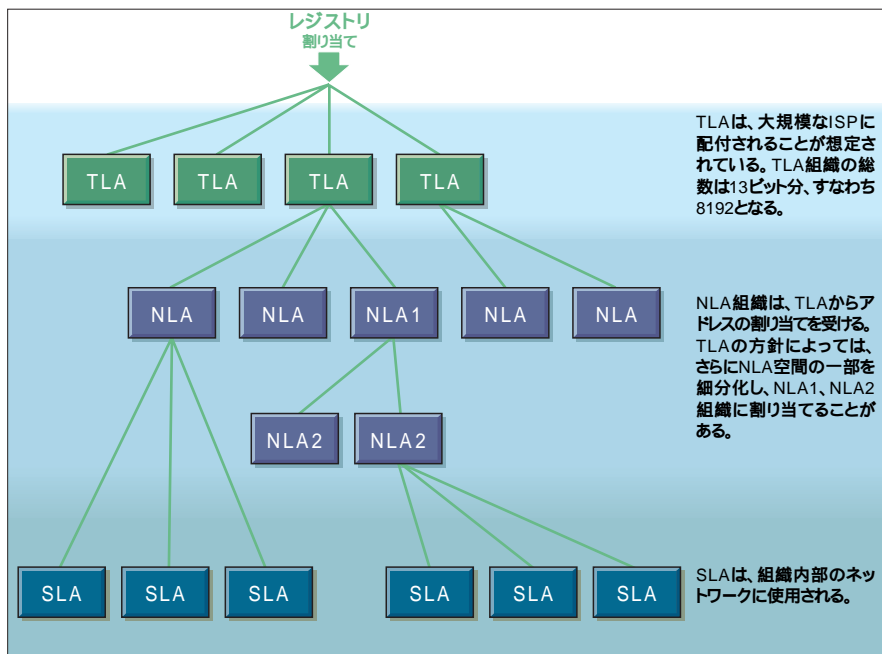 レジストリ
割り当て
TLAは、大規模なISPに
配付されることが想定さ
れている。TLA組織の総
数は13ビット分、すなわち
8192となる。
TLA
TLA
TLA
TLA
NLA組織は、TLAからア
ドレスの割り当てを受ける。
TLAの方針によっては、
さらにNLA空間の一部を
細分化し、NLA1、NLA2
組織に割り当てることが
ある。
NLA
NLA
NLA1
NLA
NLA
NLA2
NLA2
SLAは、組織内部のネッ
トワークに使用される。
SLA
SLA
SLA
SLA
SLA
SLA